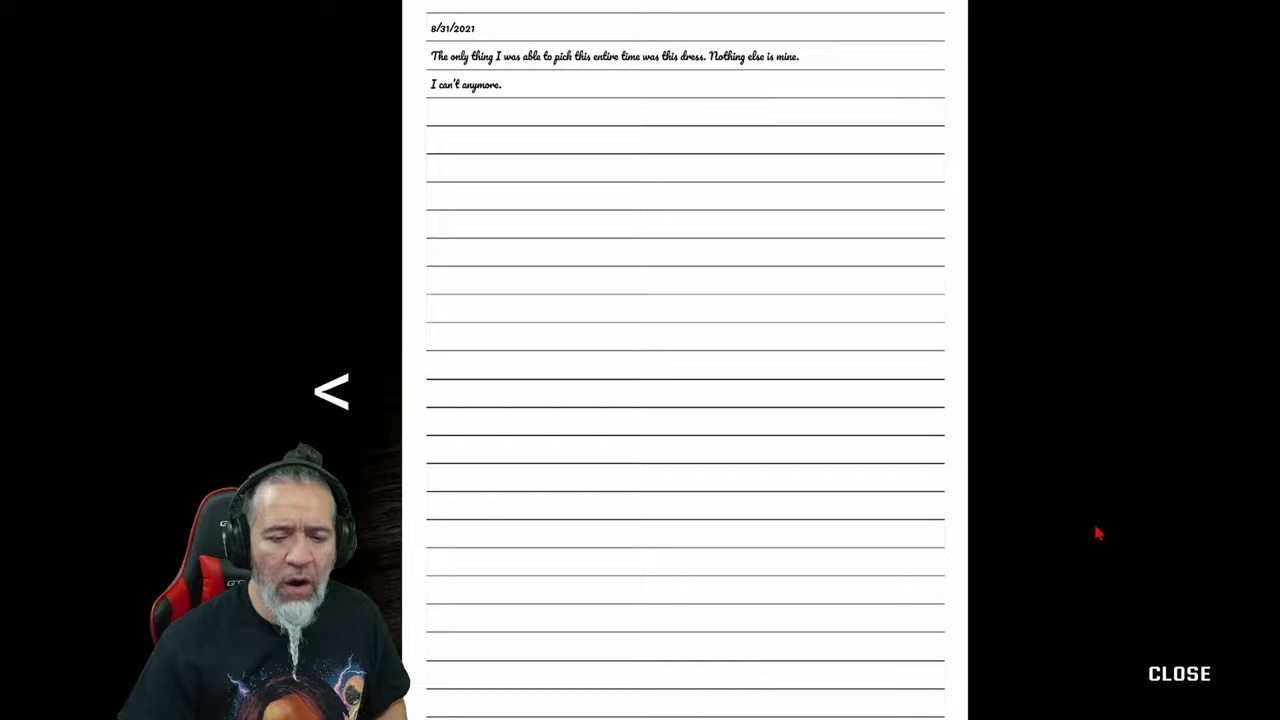 8/31/2021
The only thing I was able to pick this entire time was this dress. Nothing else is mine.
I can't anymore.
<
CLOSE